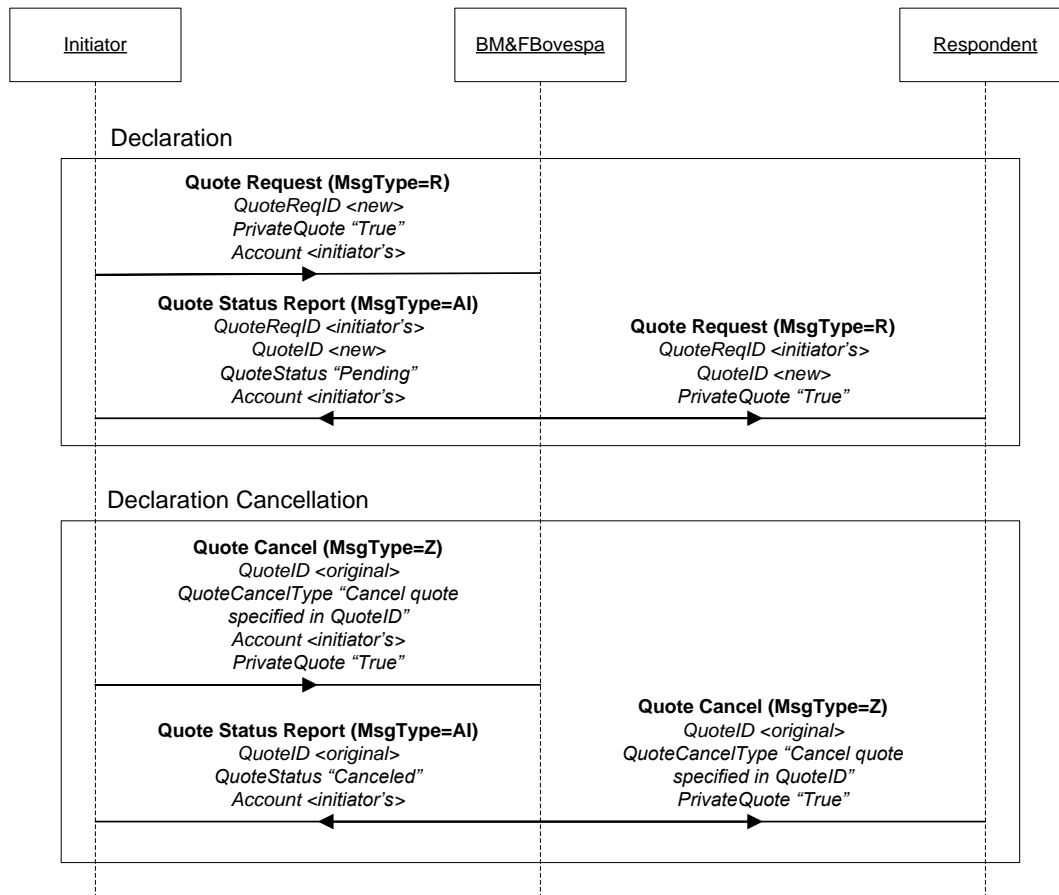 Initiator
BM&FBovespa
Respondent
Declaration
Quote Request (MsgType=R)
QuoteReqID <new>
PrivateQuote “True”
Account <initiator’s>
Quote Status Report (MsgType=AI)
QuoteReqID <initiator’s>
QuoteID <new>
QuoteStatus “Pending”
Account <initiator’s>
Quote Request (MsgType=R)
QuoteReqID <initiator’s>
QuoteID <new>
PrivateQuote “True”
Declaration Cancellation
Quote Cancel (MsgType=Z)
QuoteID <original>
QuoteCancelType “Cancel quote
specified in QuoteID”
Account <initiator’s>
PrivateQuote “True”
Quote Status Report (MsgType=AI)
QuoteID <original>
QuoteStatus “Canceled”
Account <initiator’s>
Quote Cancel (MsgType=Z)
QuoteID <original>
QuoteCancelType “Cancel quote
specified in QuoteID”
PrivateQuote “True”